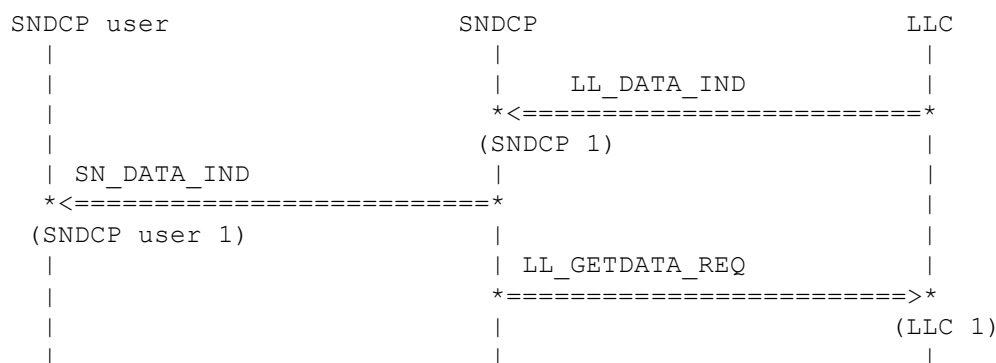 SNDCP user SNDCP LLC
| | |
| | LL_DATA_IND |
| *<==========================*
| (SNDCP 1) |
| SN_DATA_IND | |
*<==========================* |
(SNDCP user 1) | |
| | LL_GETDATA_REQ |
| *=========================>*
| | (LLC 1)
| | |